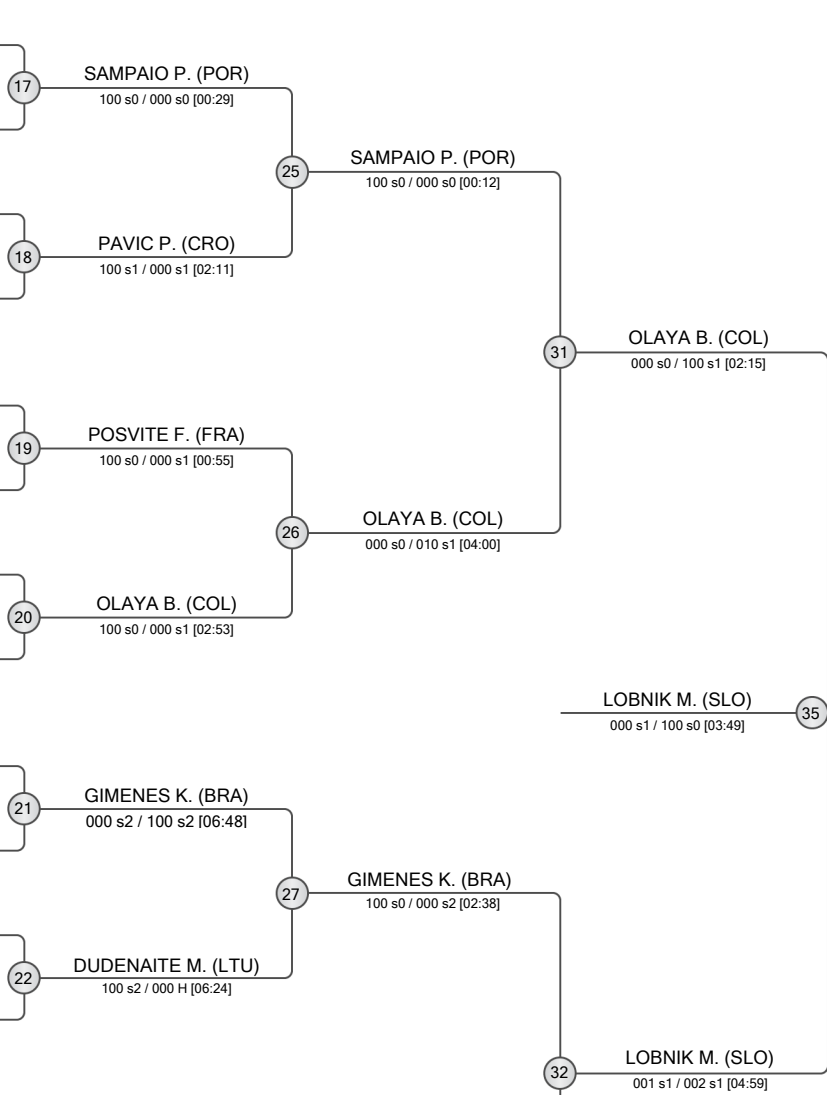 SAMPAIO P. (POR)
17
100 s0 / 000 s0 [00:29]
SAMPAIO P. (POR)
25
100 s0 / 000 s0 [00:12]
PAVIC P. (CRO)
18
100 s1 / 000 s1 [02:11]
OLAYA B. (COL)
31
000 s0 / 100 s1 [02:15]
POSVITE F. (FRA)
19
100 s0 / 000 s1 [00:55]
OLAYA B. (COL)
26
000 s0 / 010 s1 [04:00]
OLAYA B. (COL)
20
100 s0 / 000 s1 [02:53]
LOBNIK M. (SLO)
35
000 s1 / 100 s0 [03:49]
GIMENES K. (BRA)
21
000 s2 / 100 s2 [06:48]
GIMENES K. (BRA)
27
100 s0 / 000 s2 [02:38]
DUDENAITE M. (LTU)
22
100 s2 / 000 H [06:24]
LOBNIK M. (SLO)
32
001 s1 / 002 s1 [04:59]